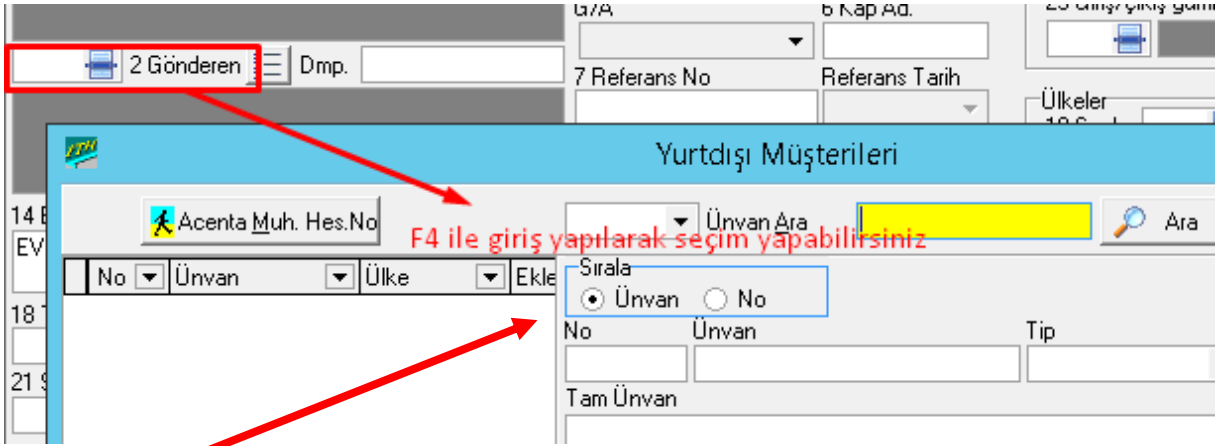 G/A
6 Kap Ad.
2 Gönderen
Dmp.
7 Referans No
Referans Tarih
Ülkeler
Yurtdışı Müşterileri
14
EV
Acenta Muh. Hes.No
Ünvan Ara
Ara
F4 ile giriş yapılarak seçim yapabilirsiniz
No Ünvan Ülke Ekle
Sırala
Ünvan No
18
No Ünvan Tip
21
Tam Ünvan